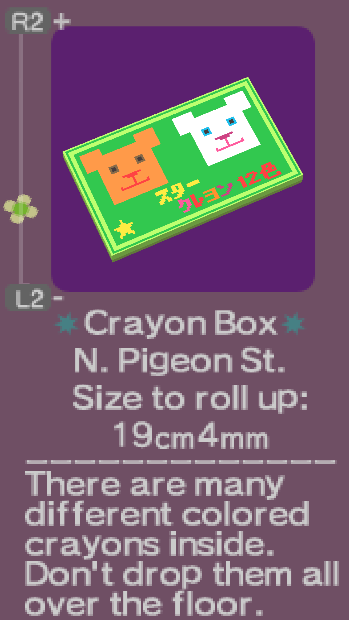 R2 +
スター
クレヨン 12色
L2 -
Crayon Box
N. Pigeon St.
Size to roll up:
19cm4mm
There are many
different colored
crayons inside.
Don't drop them all
over the floor.